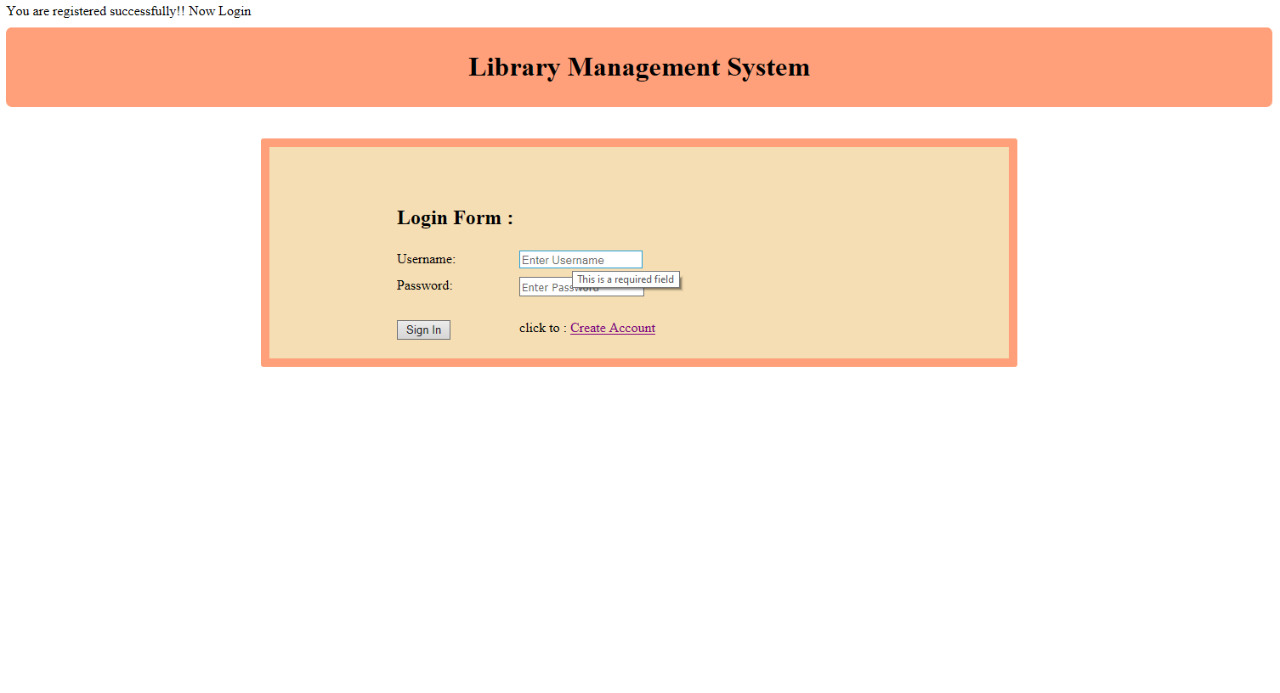 You are registered successfully!! Now Login
Library Management System
Login Form :
Username: Enter Username
This is a required field
Password: Enter Password
Sign In click to : Create Account